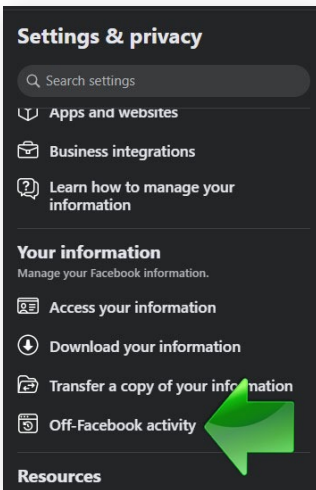 Settings & privacy
Search settings
Apps and websites
Business integrations
Learn how to manage your
information
Your information
Manage your Facebook information.
Access your information
Download your information
Transfer a copy of your information
Off-Facebook activity
Resources